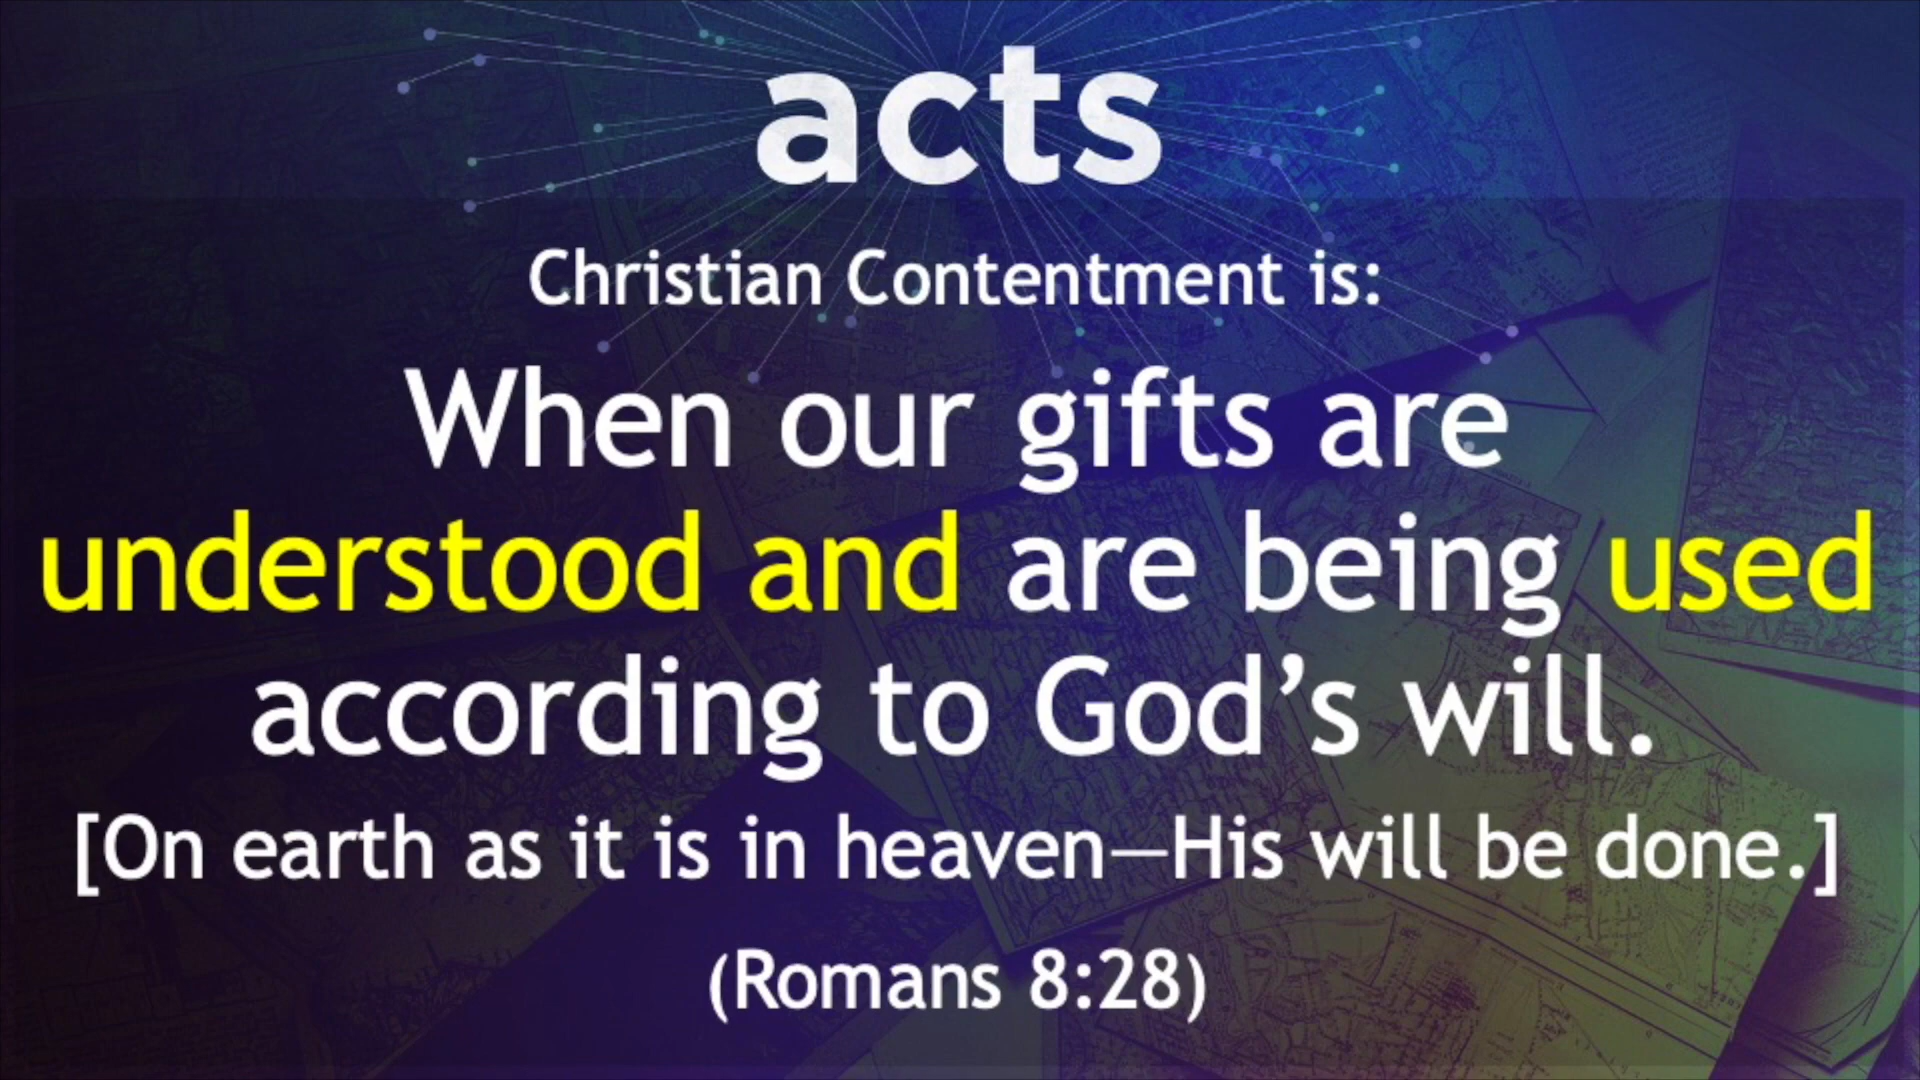 acts
Christian Contentment is:
When our gifts are
understood and are being used
according to God’s will.
[On earth as it is in heaven—His will be done.]
(Romans 8:28)